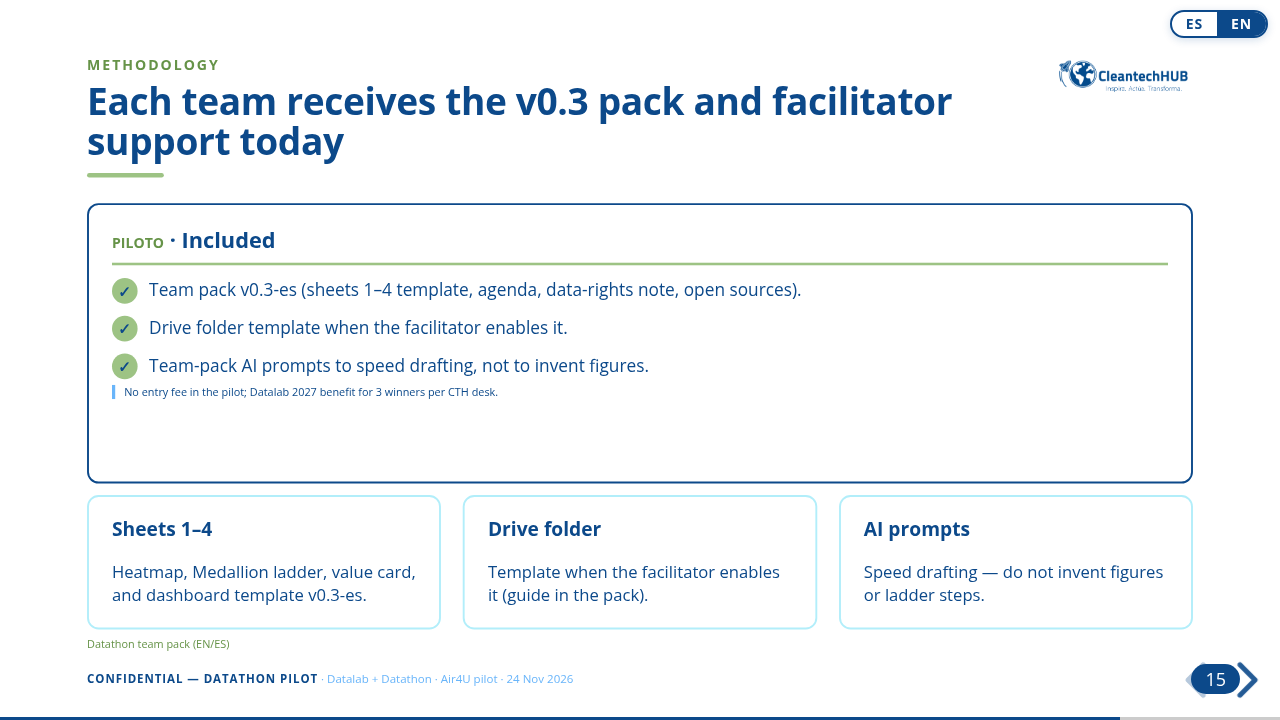 ES EN
METHODOLOGY
CleantechHUB
Inspira. Actúa. Transforma.
Each team receives the v0.3 pack and facilitator
support today
PILOTO · Included
✓ Team pack v0.3-es (sheets 1–4 template, agenda, data-rights note, open sources).
✓ Drive folder template when the facilitator enables it.
✓ Team-pack AI prompts to speed drafting, not to invent figures.
No entry fee in the pilot; Datalab 2027 benefit for 3 winners per CTH desk.
Sheets 1–4
Heatmap, Medallion ladder, value card,
and dashboard template v0.3-es.
Drive folder
Template when the facilitator enables
it (guide in the pack).
AI prompts
Speed drafting — do not invent figures
or ladder steps.
Datathon team pack (EN/ES)
CONFIDENTIAL — DATATHON PILOT · Datalab + Datathon · Air4U pilot · 24 Nov 2026
15